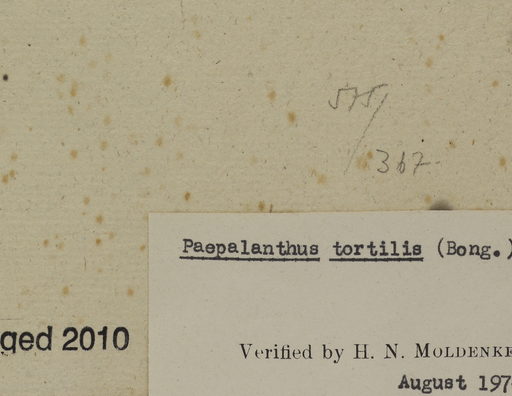 575/
367.
Paepalanthus tortilis (Bong.)
ged 2010
Verified by H. N. MOLDENKE
August 197